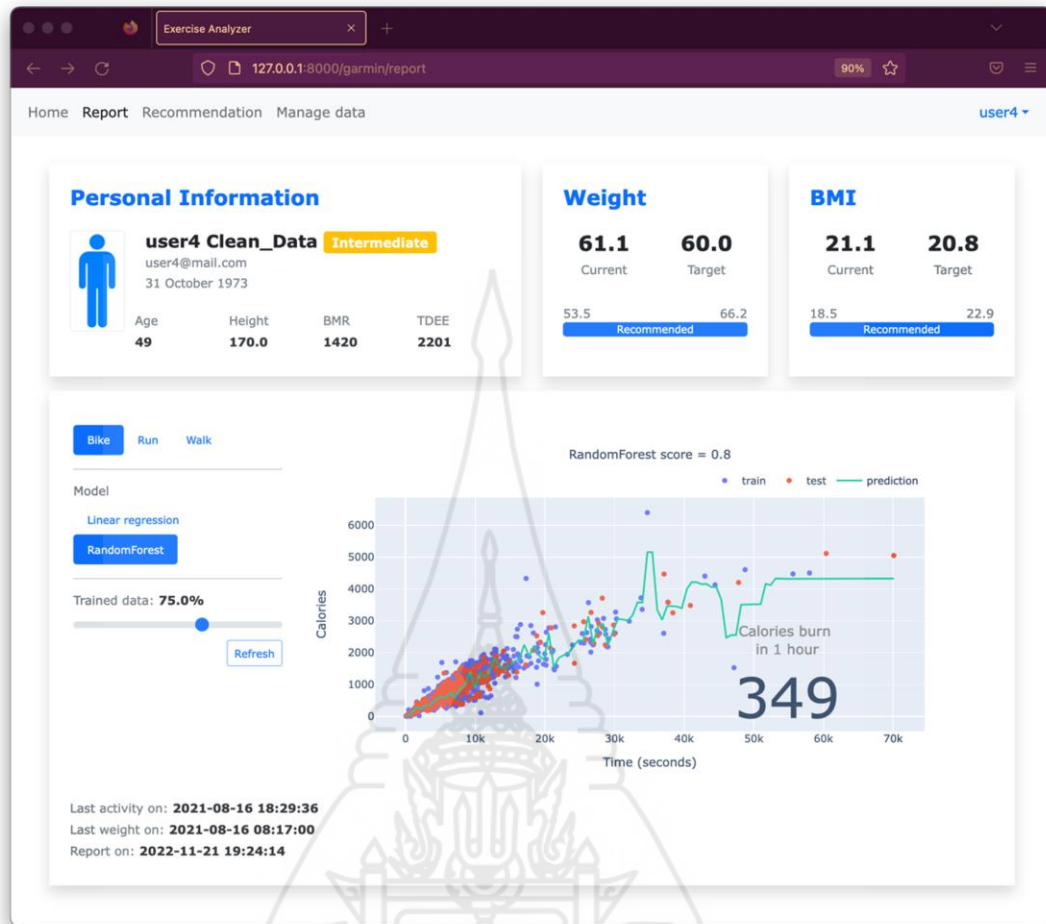 Exercise Analyzer
127.0.0.1:8000/garmin/report
90%
Home Report Recommendation Manage data
user4
Personal Information
user4 Clean_Data Intermediate
user4@mail.com
31 October 1973
Age Height BMR TDEE
49 170.0 1420 2201
Weight
61.1 60.0
Current Target
53.5 66.2
Recommended
BMI
21.1 20.8
Current Target
18.5 22.9
Recommended
Bike Run Walk
Model
Linear regression
RandomForest
Trained data: 75.0%
Refresh
RandomForest score = 0.8
train test prediction
Calories
6000
5000
4000
3000
2000
1000
0
Calories burn
in 1 hour
349
0 10k 20k 30k 40k 50k 60k 70k
Time (seconds)
Last activity on: 2021-08-16 18:29:36
Last weight on: 2021-08-16 08:17:00
Report on: 2022-11-21 19:24:14